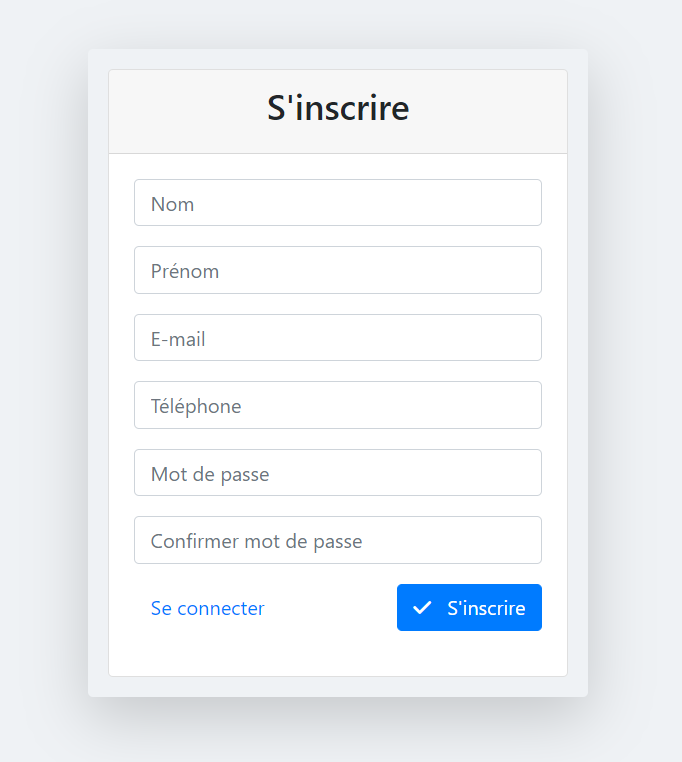 S'inscrire
Nom
Prénom
E-mail
Téléphone
Mot de passe
Confirmer mot de passe
Se connecter
S'inscrire